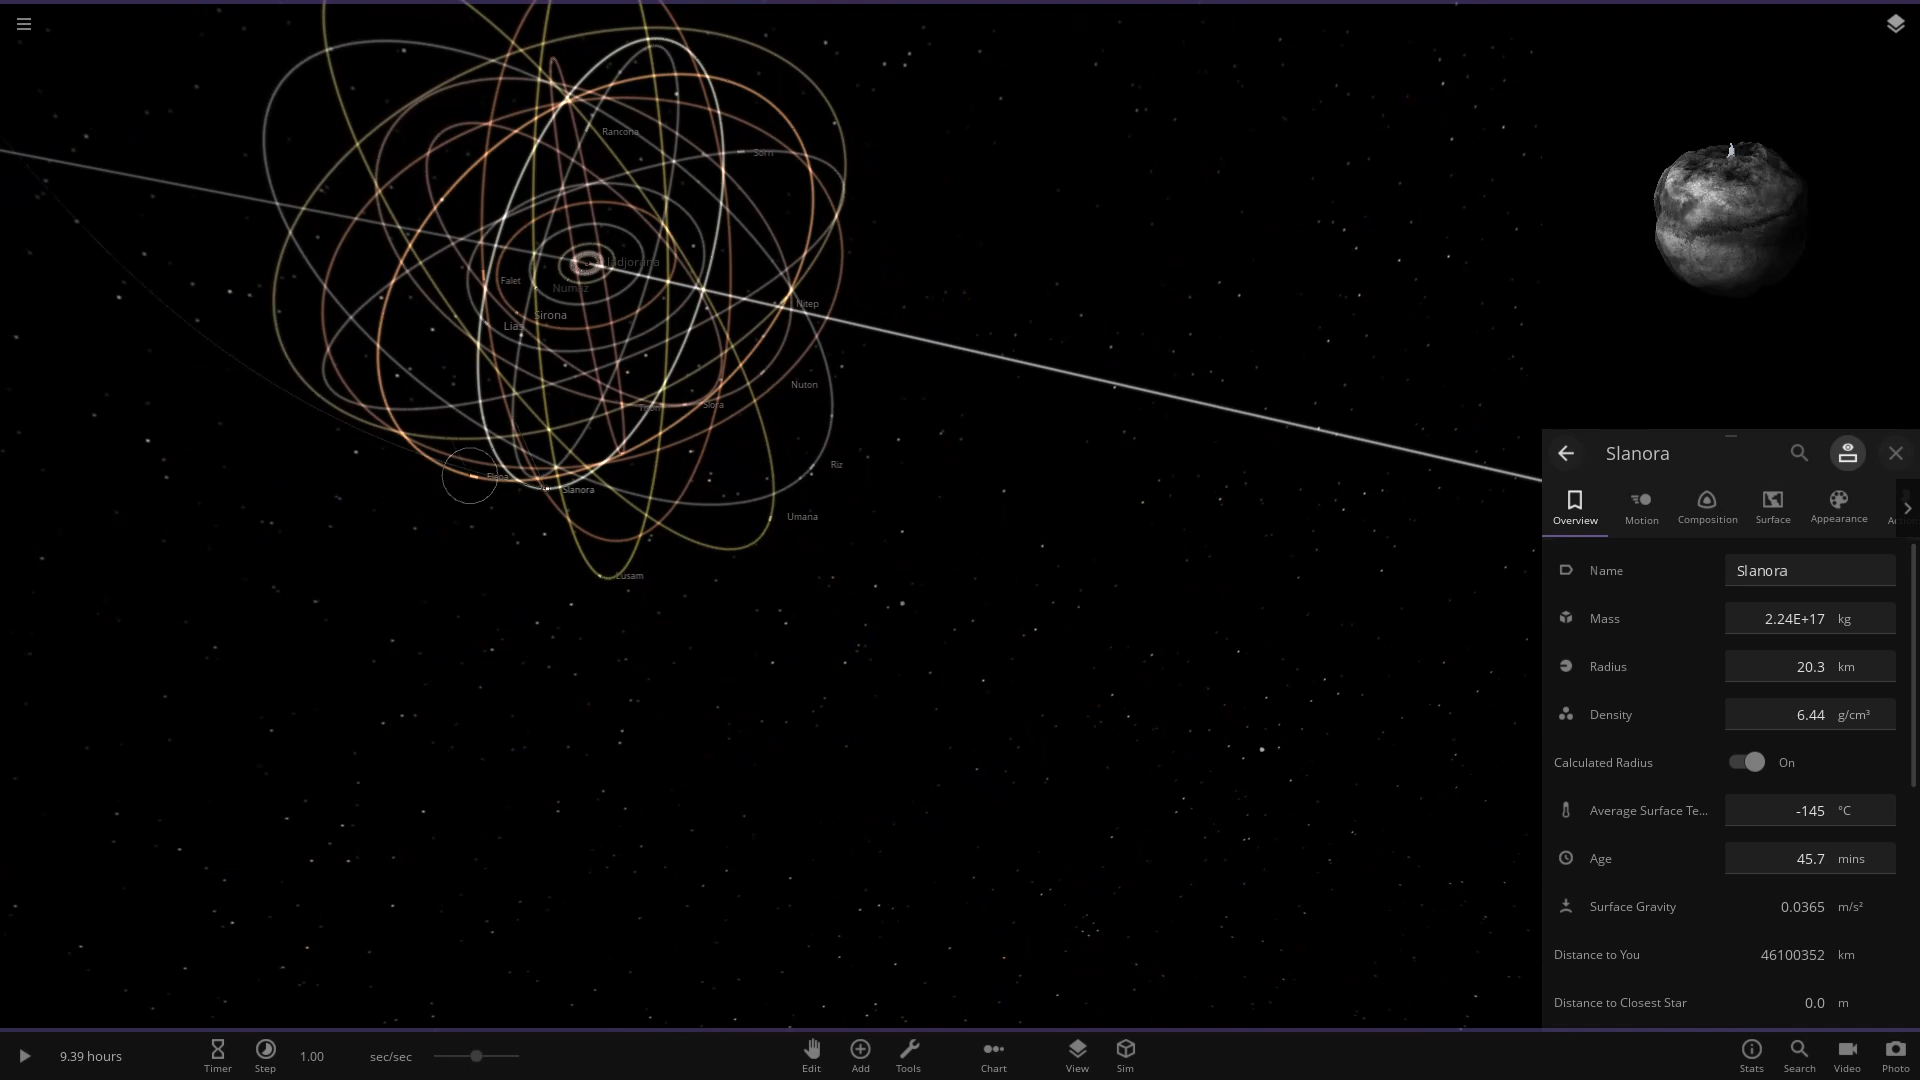 Rancona
Sorn
Falet
Numaz
Sirona
Lias
Nitep
Nuton
Slora
Riz
Slanora
Umana
Lusam
Slanora
Overview
Motion
Composition
Surface
Appearance
Name
Slanora
Mass
2.24E+17 kg
Radius
20.3 km
Density
6.44 g/cm³
Calculated Radius
On
Average Surface Te...
-145 °C
Age
45.7 mins
Surface Gravity
0.0365 m/s²
Distance to You
46100352 km
Distance to Closest Star
0.0 m
9.39 hours
Timer
Step
1.00 sec/sec
Edit
Add
Tools
Chart
View
Sim
Stats
Search
Video
Photo